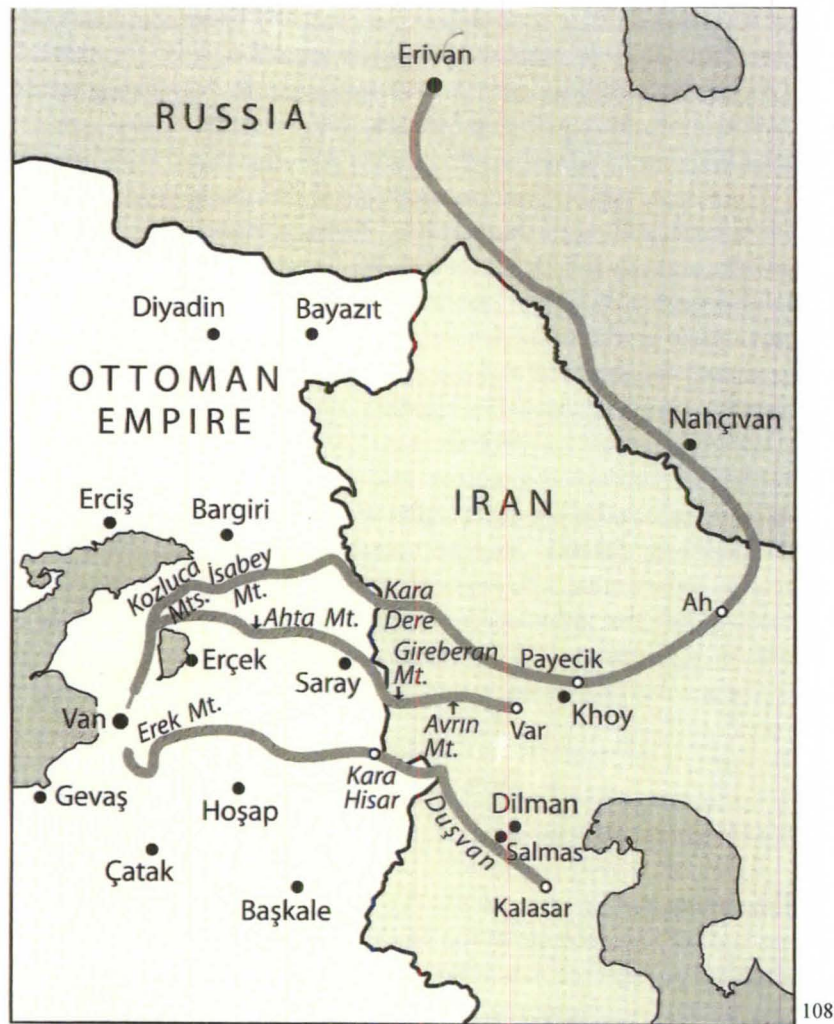 Erivan
RUSSIA
Diyadin
Bayazıt
OTTOMAN
EMPIRE
Nahçıvan
IRAN
Erciş
Bargiri
Kozluca
Mts.
İsabey
Mt.
Kara
Dere
Ahta Mt.
Ah
Gireberan
Mt.
Payecik
Erçek
Saray
Khoy
Van
Erek Mt.
Avrın
Mt.
Var
Kara
Hisar
Gevaş
Hoşap
Duşvan
Dilman
Salmas
Çatak
Başkale
Kalasar
108